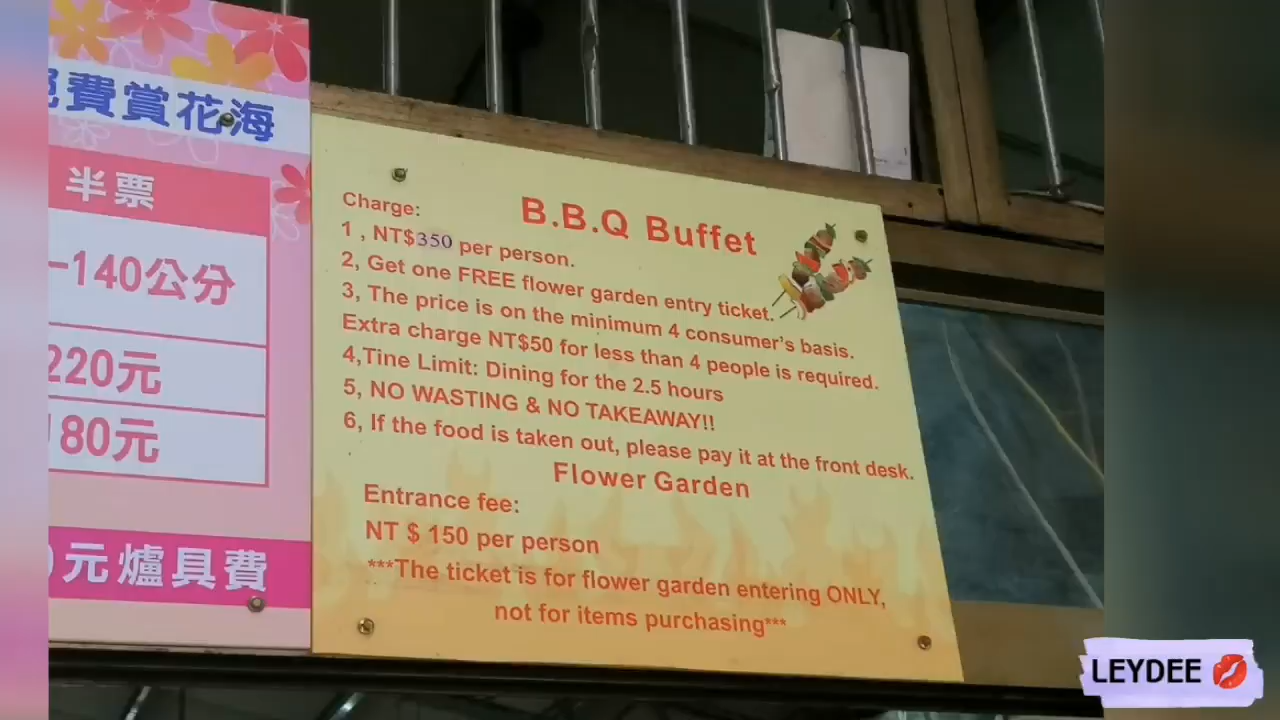 費賞花海
半票
-140公分
220元
80元
元爐具費
B.B.Q Buffet
Charge:
1 , NT$350 per person.
2, Get one FREE flower garden entry ticket.
3, The price is on the minimum 4 consumer's basis.
Extra charge NT$50 for less than 4 people is required.
4,Tine Limit: Dining for the 2.5 hours
5, NO WASTING & NO TAKEAWAY!!
6, If the food is taken out, please pay it at the front desk.
Flower Garden
Entrance fee:
NT $ 150 per person
***The ticket is for flower garden entering ONLY,
not for items purchasing***
LEYDEE